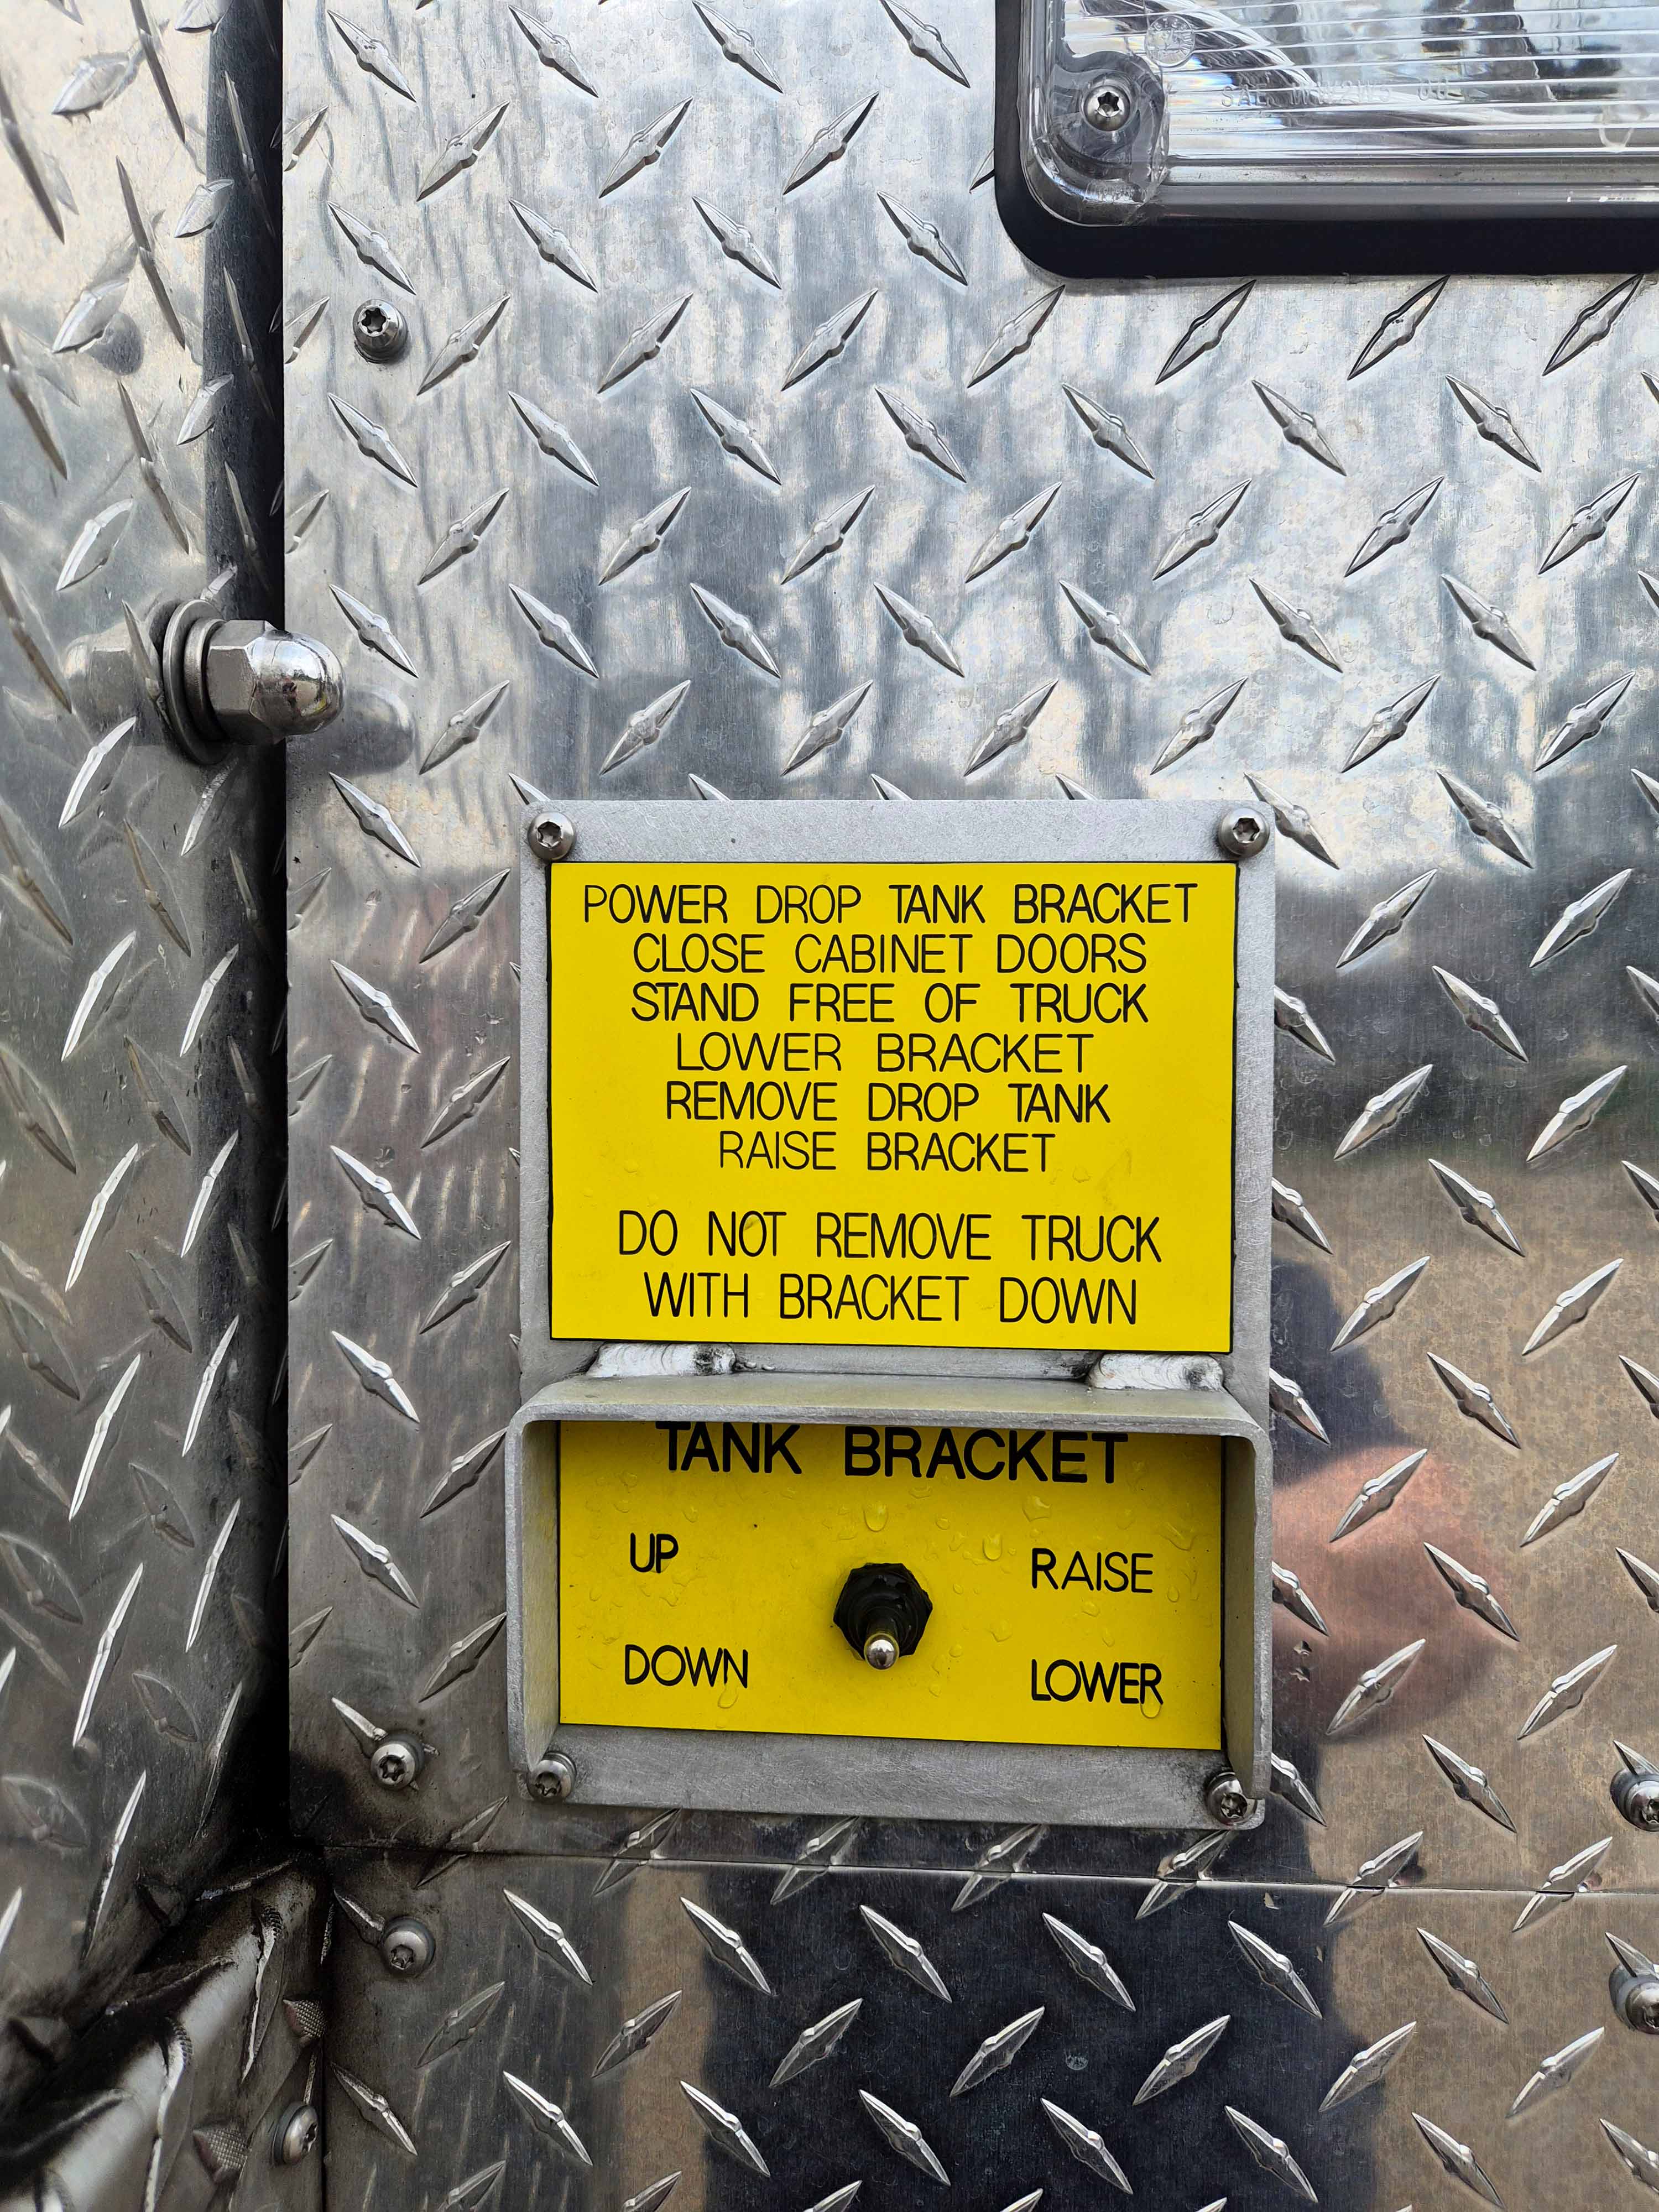 POWER DROP TANK BRACKET
CLOSE CABINET DOORS
STAND FREE OF TRUCK
LOWER BRACKET
REMOVE DROP TANK
RAISE BRACKET
DO NOT REMOVE TRUCK
WITH BRACKET DOWN
TANK BRACKET
UP
RAISE
DOWN
LOWER